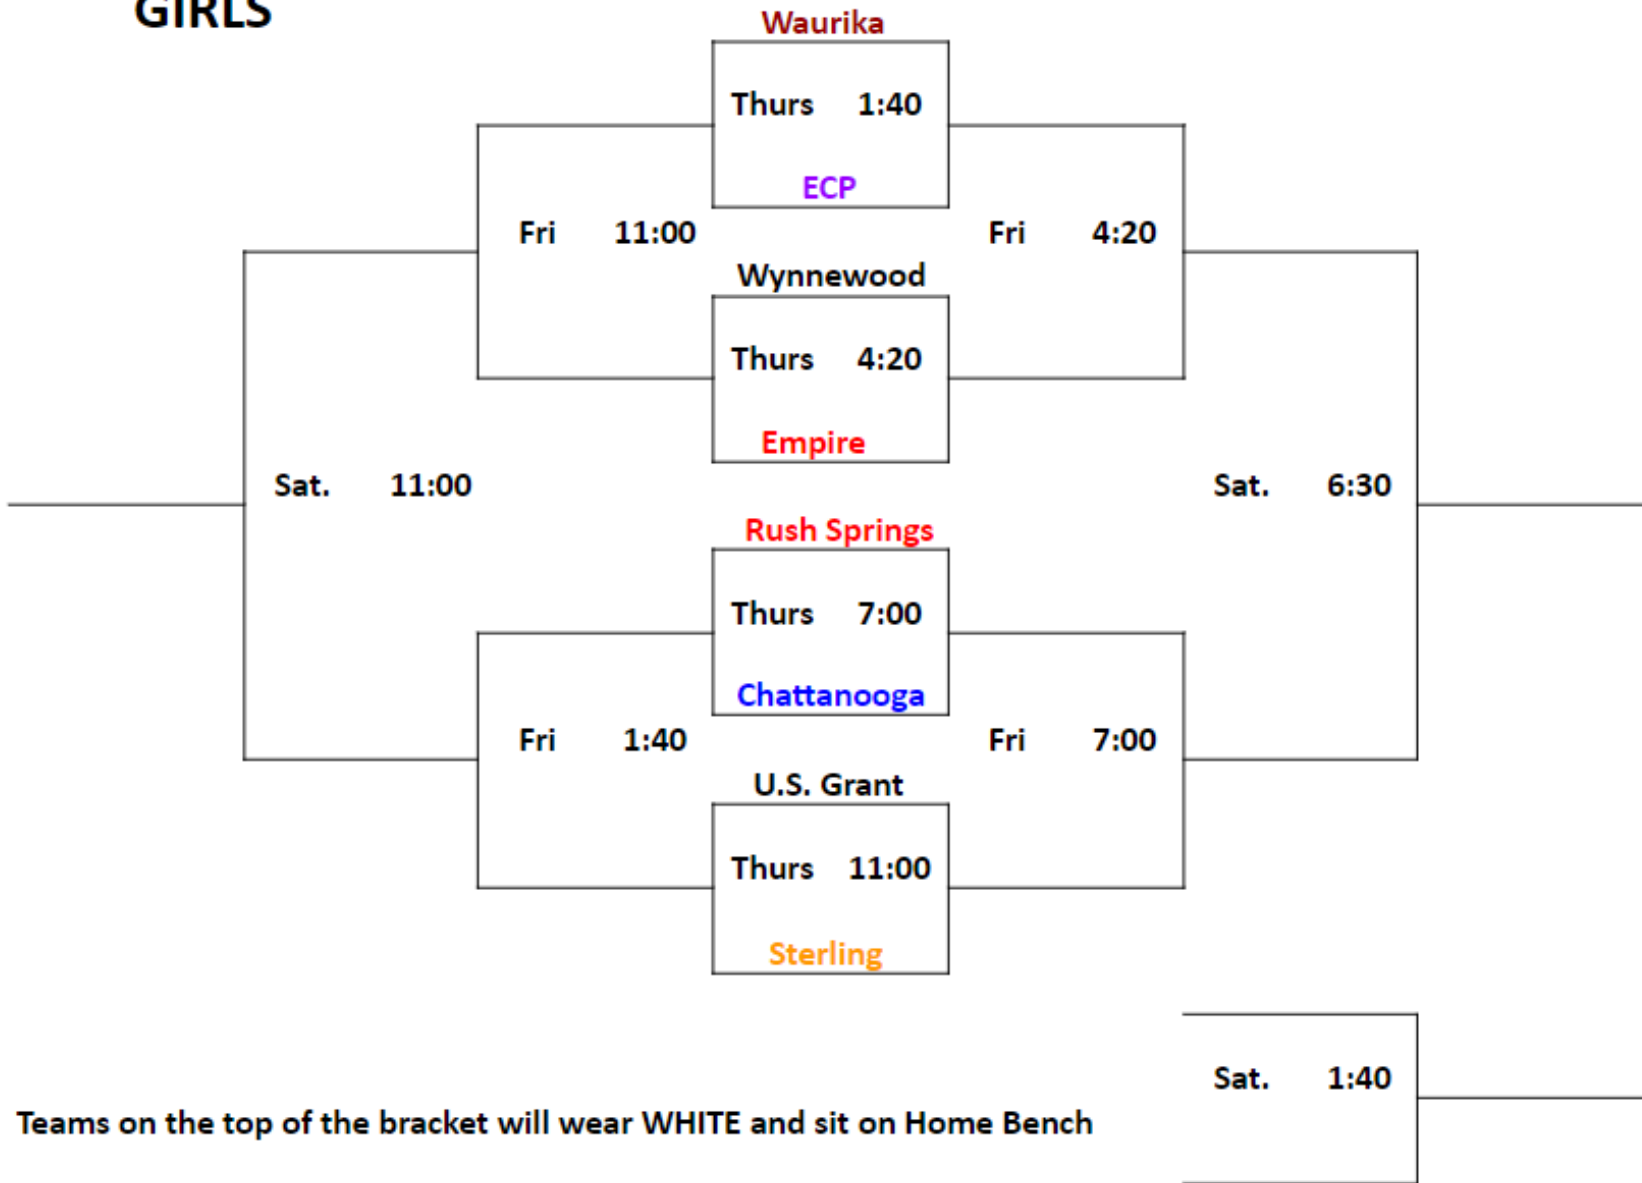 GIRLS
Waurika
Thurs 1:40
ECP
Fri 11:00
Fri 4:20
Wynnewood
Thurs 4:20
Empire
Sat. 11:00
Sat. 6:30
Rush Springs
Thurs 7:00
Chattanooga
Fri 1:40
Fri 7:00
U.S. Grant
Thurs 11:00
Sterling
Sat. 1:40
Teams on the top of the bracket will wear WHITE and sit on Home Bench